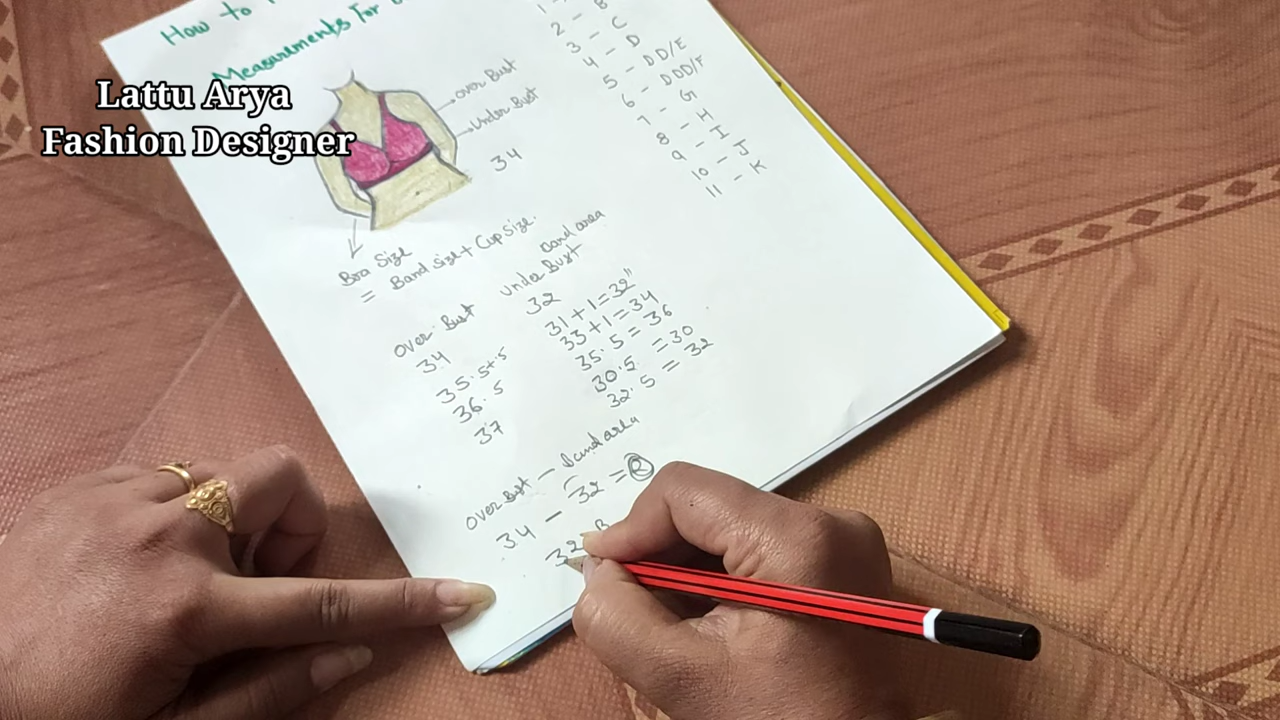 How to
Measurements For
Lattu Arya
Fashion Designer
over Bust
Under Bust
34
1 -
2 - B
3 - C
4 - D
5 - DD/E
6 - DDD/F
7 - G
8 - H
9 - I
10 - J
11 - K
Bra Size
= Band size + Cup Size.
Over Bust
34
35.5+.5
36.5
37
Band area
Under Bust
32
31+1=32"
33+1=34
35.5=36
30.5=30
32.5=32
Over Bust - Band area
34 - 32 = 2
32 B